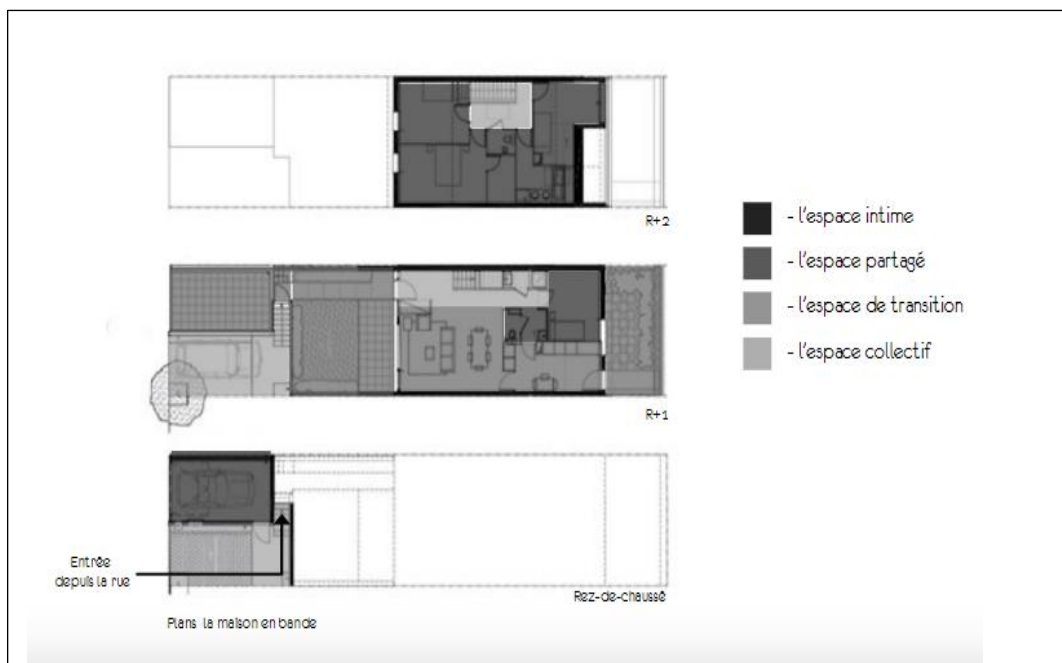 R+2
- l'espace intime
- l'espace partagé
- l'espace de transition
- l'espace collectif
R+1
Entrée
depuis la rue
Rez-de-chaussé
Plans la maison en bande